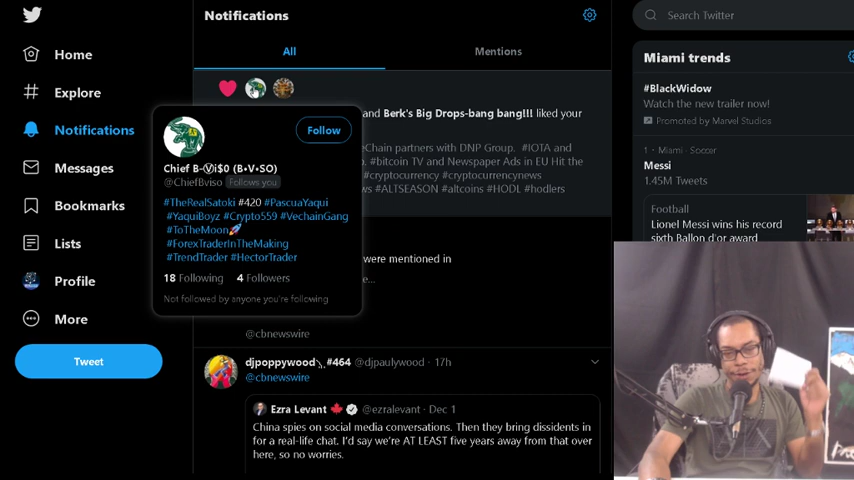 Home
Explore
Notifications
Messages
Bookmarks
Lists
Profile
More
Tweet
Notifications
All
Mentions
and Berk's Big Drops-bang bang!!! liked your
eChain partners with DNP Group. #IOTA and
#bitcoin TV and Newspaper Ads in EU Hit the
#cryptocurrency #cryptocurrencynews
#ALTSEASON #altcoins #HODL #hodlers
Follow
Chief B-Ⓥi$0 (B•V•SO)
@ChiefBviso Follows you
#TheRealSatoki #420 #PascuaYaqui
#YaquiBoyz #Crypto559 #VechainGang
#ToTheMoon🚀
#ForexTraderInTheMaking
#TrendTrader #HectorTrader
18 Following 4 Followers
Not followed by anyone you're following
were mentioned in
@cbnewswire
djpoppywood #464 @djpaulywood · 17h
@cbnewswire
Ezra Levant 🍁 @ezralevant · Dec 1
China spies on social media conversations. Then they bring dissidents in
for a real-life chat. I'd say we're AT LEAST five years away from that over
here, so no worries.
Search Twitter
Miami trends
#BlackWidow
Watch the new trailer now!
Promoted by Marvel Studios
1 · Miami · Soccer
Messi
1.45M Tweets
Football
Lionel Messi wins his record
sixth Ballon d'or award